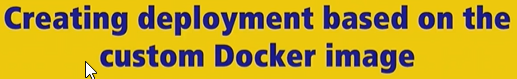 Creating deployment based on the
custom Docker image